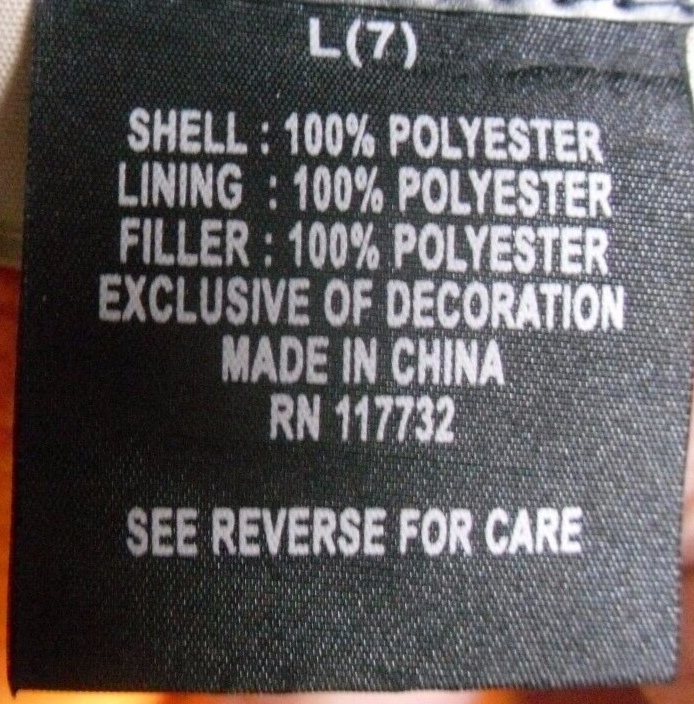 L(7)
SHELL : 100% POLYESTER
LINING : 100% POLYESTER
FILLER : 100% POLYESTER
EXCLUSIVE OF DECORATION
MADE IN CHINA
RN 117732
SEE REVERSE FOR CARE